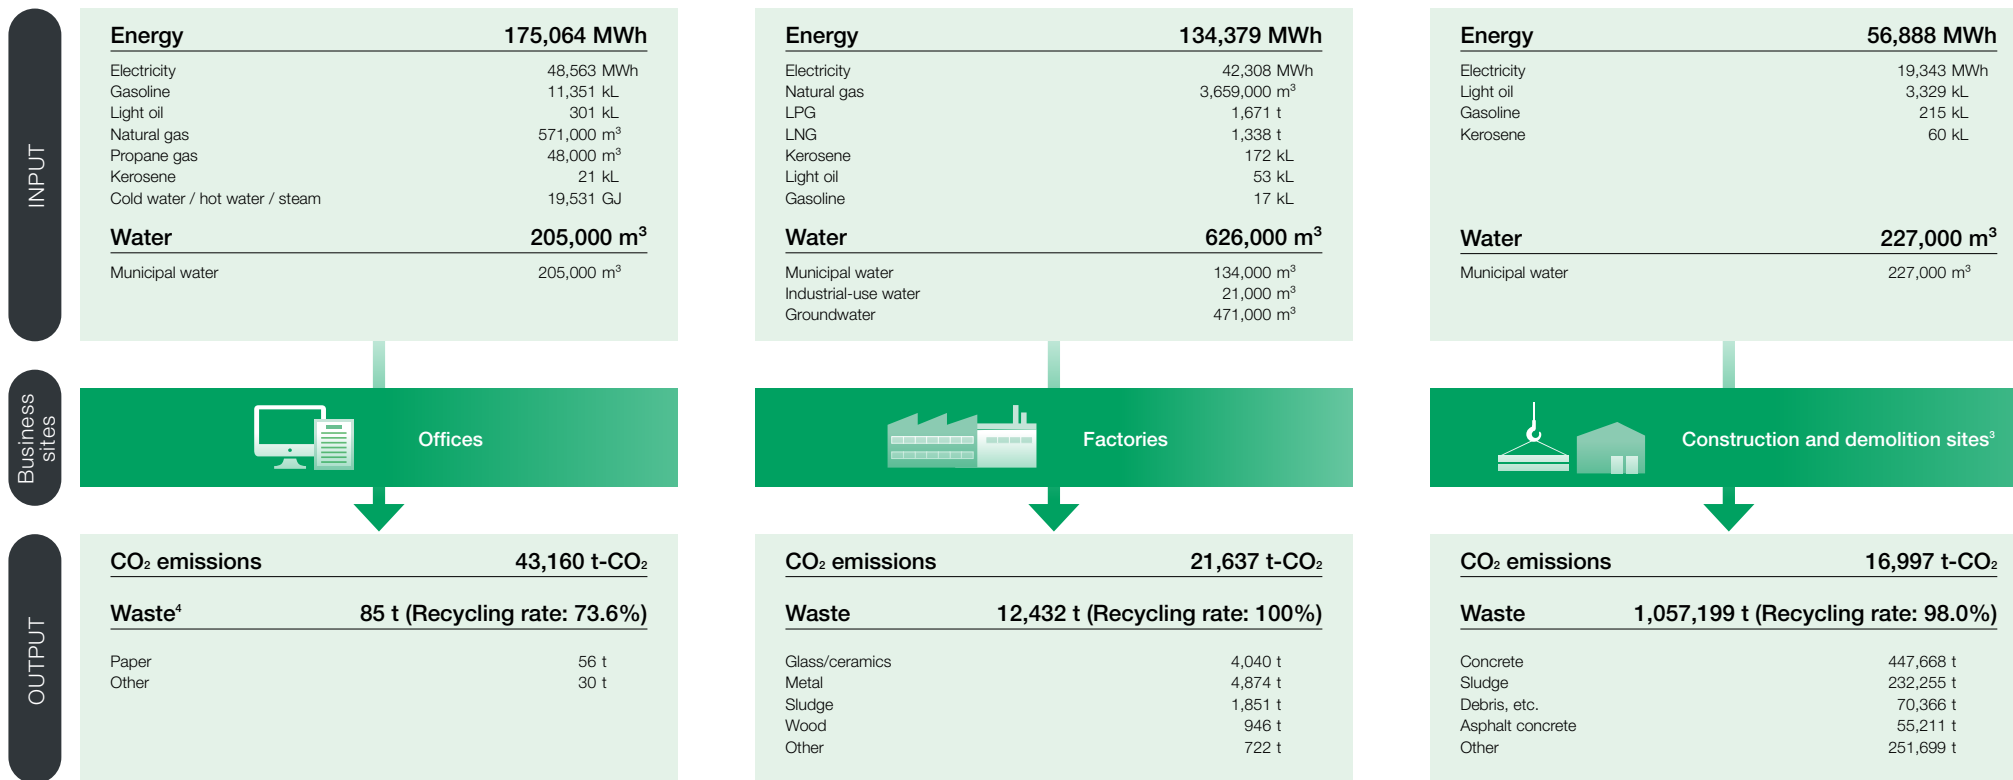 INPUT
Energy 175,064 MWh
Electricity 48,563 MWh
Gasoline 11,351 kL
Light oil 301 kL
Natural gas 571,000 m³
Propane gas 48,000 m³
Kerosene 21 kL
Cold water / hot water / steam 19,531 GJ
Water 205,000 m³
Municipal water 205,000 m³
Energy 134,379 MWh
Electricity 42,308 MWh
Natural gas 3,659,000 m³
LPG 1,671 t
LNG 1,338 t
Kerosene 172 kL
Light oil 53 kL
Gasoline 17 kL
Water 626,000 m³
Municipal water 134,000 m³
Industrial-use water 21,000 m³
Groundwater 471,000 m³
Energy 56,888 MWh
Electricity 19,343 MWh
Light oil 3,329 kL
Gasoline 215 kL
Kerosene 60 kL
Water 227,000 m³
Municipal water 227,000 m³
Business
sites
Offices
Factories
Construction and demolition sites³
OUTPUT
CO₂ emissions 43,160 t-CO₂
Waste⁴ 85 t (Recycling rate: 73.6%)
Paper 56 t
Other 30 t
CO₂ emissions 21,637 t-CO₂
Waste 12,432 t (Recycling rate: 100%)
Glass/ceramics 4,040 t
Metal 4,874 t
Sludge 1,851 t
Wood 946 t
Other 722 t
CO₂ emissions 16,997 t-CO₂
Waste 1,057,199 t (Recycling rate: 98.0%)
Concrete 447,668 t
Sludge 232,255 t
Debris, etc. 70,366 t
Asphalt concrete 55,211 t
Other 251,699 t